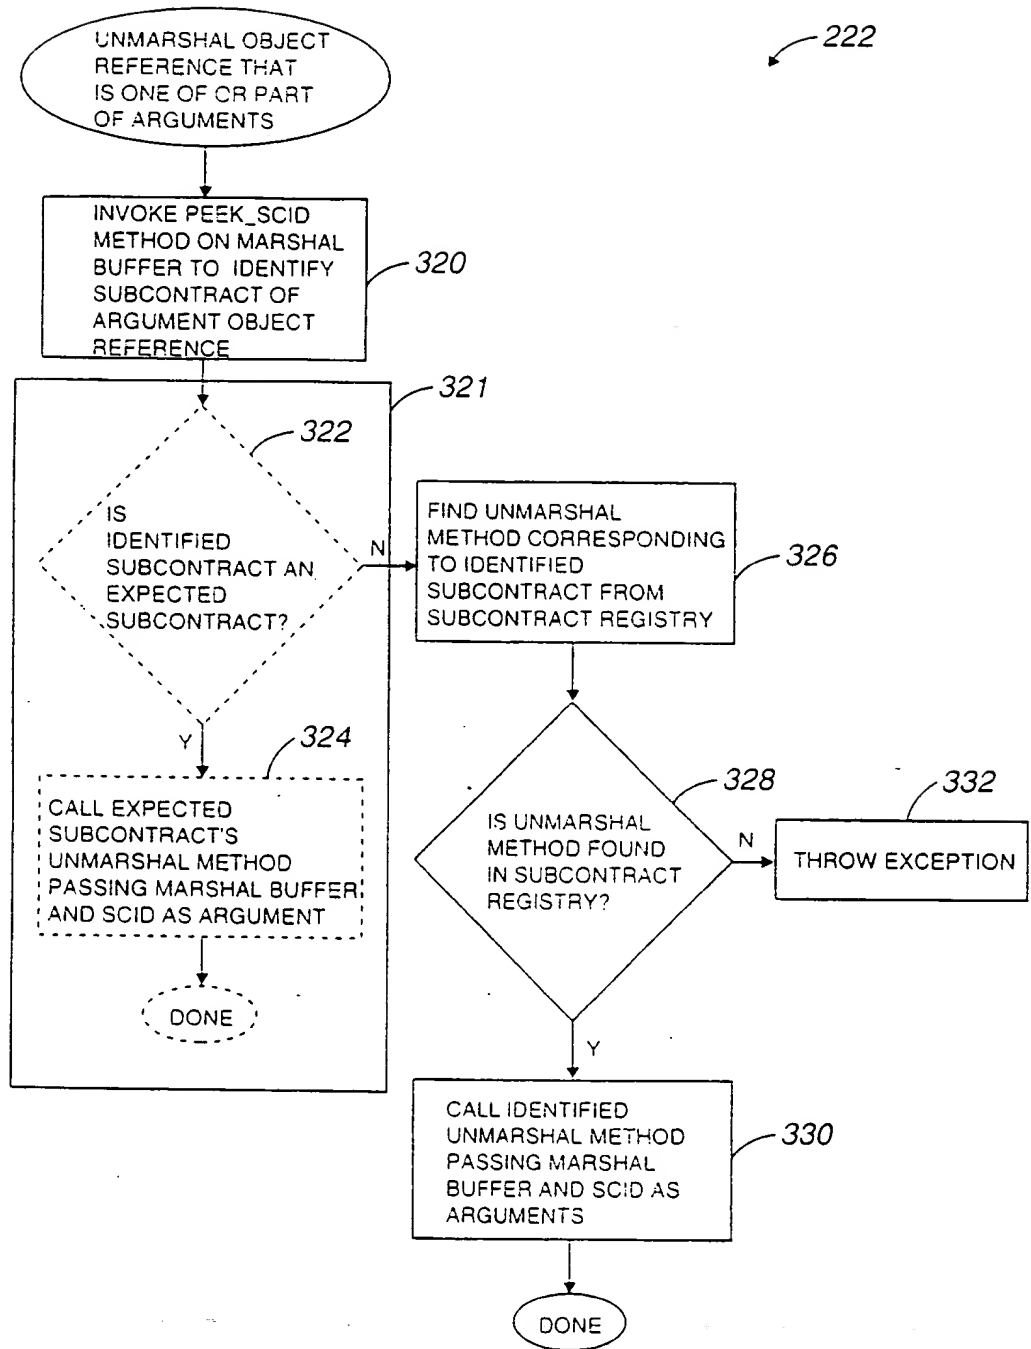 UNMARSHAL OBJECT
REFERENCE THAT
IS ONE OF OR PART
OF ARGUMENTS
222
INVOKE PEEK_SCID
METHOD ON MARSHAL
BUFFER TO IDENTIFY
SUBCONTRACT OF
ARGUMENT OBJECT
REFERENCE
320
321
322
IS
IDENTIFIED
SUBCONTRACT AN
EXPECTED
SUBCONTRACT?
N
Y
324
CALL EXPECTED
SUBCONTRACT'S
UNMARSHAL METHOD
PASSING MARSHAL BUFFER
AND SCID AS ARGUMENT
DONE
FIND UNMARSHAL
METHOD CORRESPONDING
TO IDENTIFIED
SUBCONTRACT FROM
SUBCONTRACT REGISTRY
326
328
IS UNMARSHAL
METHOD FOUND
IN SUBCONTRACT
REGISTRY?
N
332
THROW EXCEPTION
Y
CALL IDENTIFIED
UNMARSHAL METHOD
PASSING MARSHAL
BUFFER AND SCID AS
ARGUMENTS
330
DONE